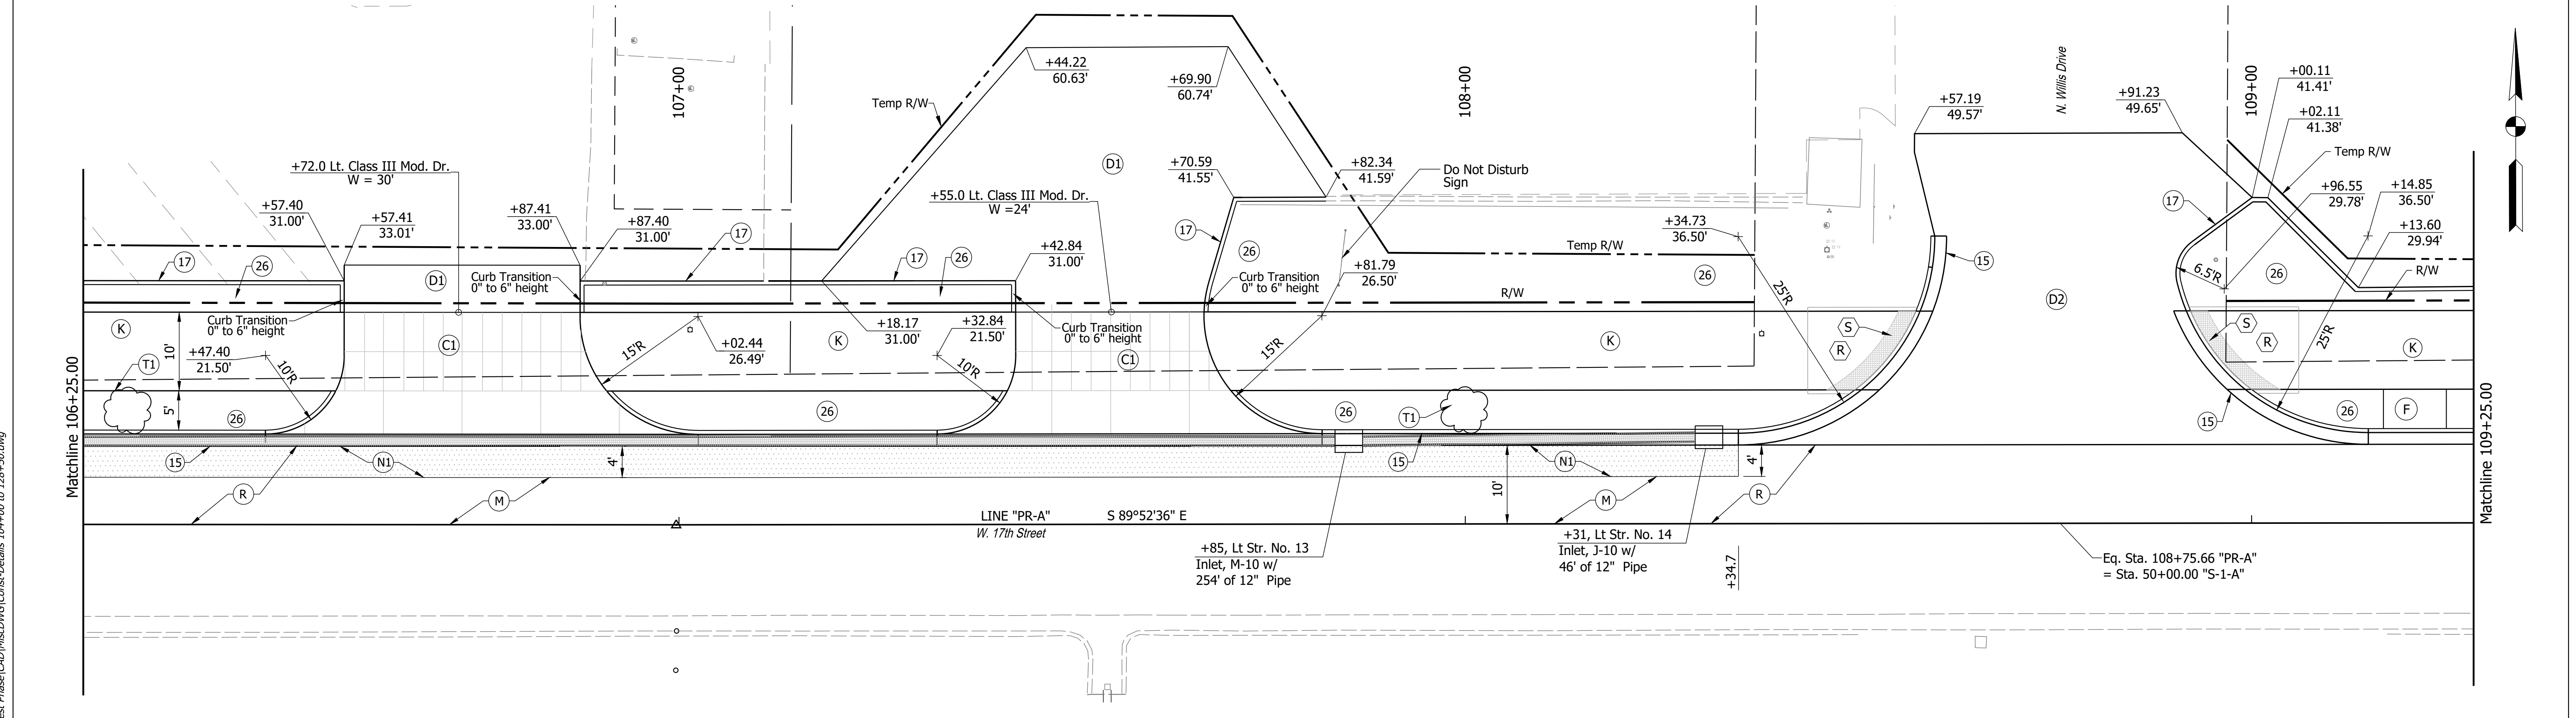 Matchline 106+25.00
+72.0 Lt. Class III Mod. Dr.
W = 30'
+57.40
31.00'
+57.41
33.01'
17
26
K
T1
10'
5'
26
+47.40
21.50'
10'R
Curb Transition
0" to 6" height
D1
C1
+87.41
33.00'
+87.40
31.00'
Curb Transition
0" to 6" height
17
107+00
15'R
+02.44
26.49'
K
26
Temp R/W
17
26
+18.17
31.00'
+32.84
21.50'
10'R
+44.22
60.63'
+69.90
60.74'
D1
+55.0 Lt. Class III Mod. Dr.
W =24'
+42.84
31.00'
Curb Transition
0" to 6" height
C1
+70.59
41.55'
+82.34
41.59'
17
26
Curb Transition
0" to 6" height
Do Not Disturb
Sign
+81.79
26.50'
15'R
108+00
Temp R/W
R/W
26
K
+34.73
36.50'
25'R
S
R
15
26
T1
+57.19
49.57'
N. Willis Drive
+91.23
49.65'
109+00
+00.11
41.41'
+02.11
41.38'
Temp R/W
+96.55
29.78'
+14.85
36.50'
+13.60
29.94'
R/W
17
6.5'R
26
D2
S
R
25'R
K
15
26
F
Matchline 109+25.00
15
N1
4'
R
M
15
N1
10'
M
4'
R
LINE "PR-A" S 89°52'36" E
W. 17th Street
+85, Lt Str. No. 13
Inlet, M-10 w/
254' of 12" Pipe
+31, Lt Str. No. 14
Inlet, J-10 w/
46' of 12" Pipe
+34.7
Eq. Sta. 108+75.66 "PR-A"
= Sta. 50+00.00 "S-1-A"